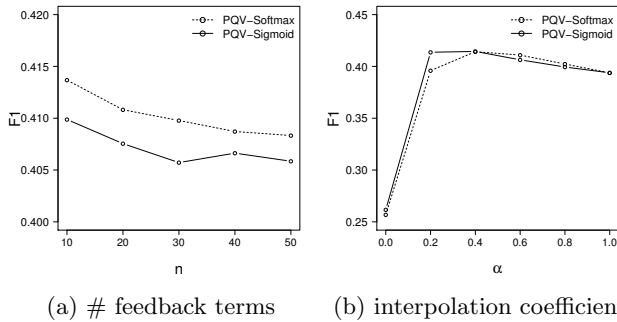 0.420
0.415
0.410
0.405
0.400
F1
PQV−Softmax
PQV−Sigmoid
10 20 30 40 50
n
(a) # feedback terms
0.45
0.40
0.35
0.30
0.25
F1
PQV−Softmax
PQV−Sigmoid
0.0 0.2 0.4 0.6 0.8 1.0
α
(b) interpolation coefficien